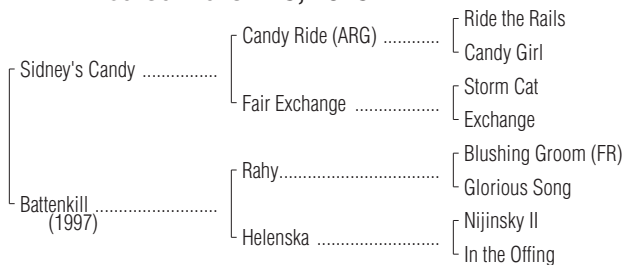 Ride the Rails
Candy Ride (ARG) ............
Candy Girl
Sidney's Candy ................
Storm Cat
Fair Exchange ..................
Exchange
Blushing Groom (FR)
Rahy..................................
Glorious Song
Battenkill ..........................
(1997)
Nijinsky II
Helenska ..........................
In the Offing